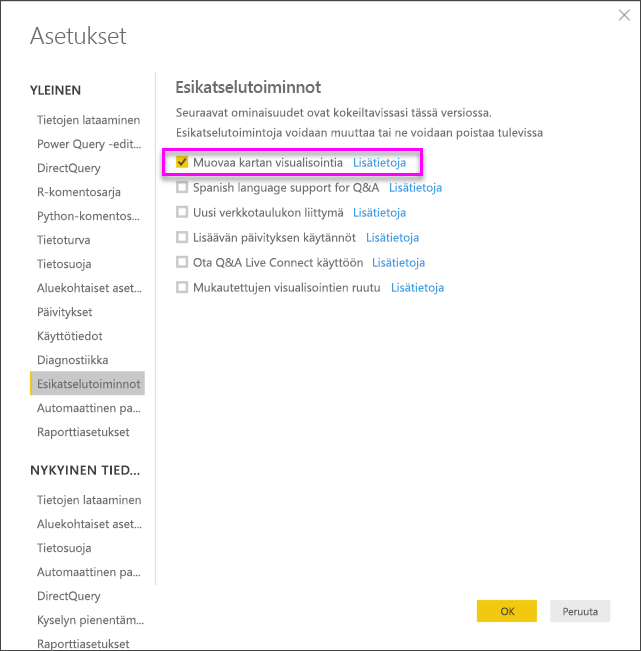 Asetukset
YLEINEN
Tietojen lataaminen
Power Query -edit...
DirectQuery
R-komentosarja
Python-komentos...
Tietoturva
Tietosuoja
Aluekohtaiset aset...
Päivitykset
Käyttötiedot
Diagnostiikka
Esikatselutoiminnot
Automaattinen pa...
Raporttiasetukset
NYKYINEN TIED...
Tietojen lataaminen
Aluekohtaiset aset...
Tietosuoja
Automaattinen pa...
DirectQuery
Kyselyn pienentäm...
Raporttiasetukset
Esikatselutoiminnot
Seuraavat ominaisuudet ovat kokeiltavissasi tässä versiossa.
Esikatselutoimintoja voidaan muuttaa tai ne voidaan poistaa tulevissa
Muovaa kartan visualisointia Lisätietoja
Spanish language support for Q&A Lisätietoja
Uusi verkkotaulukon liittymä Lisätietoja
Lisäävän päivityksen käytännöt Lisätietoja
Ota Q&A Live Connect käyttöön Lisätietoja
Mukautettujen visualisointien ruutu Lisätietoja
OK Peruuta